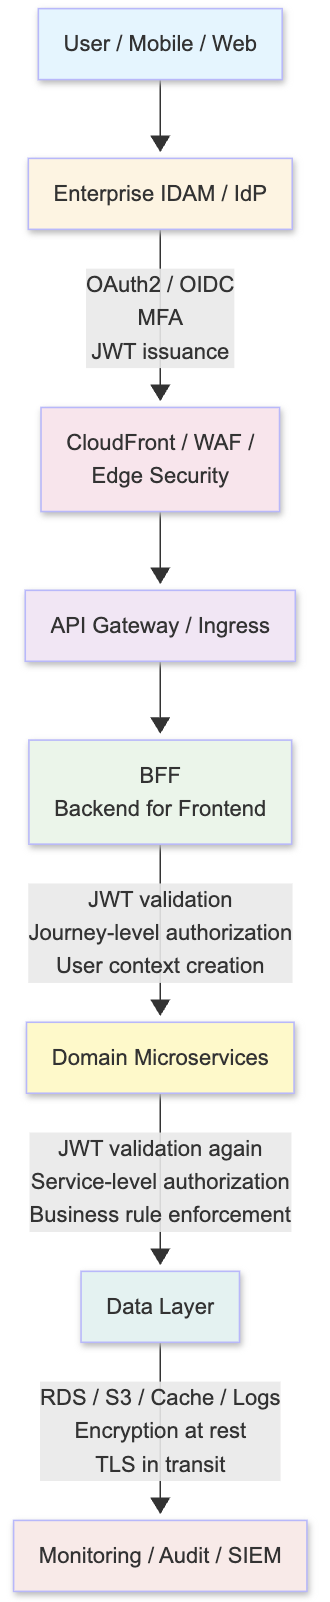 User / Mobile / Web
Enterprise IDAM / IdP
OAuth2 / OIDC
MFA
JWT issuance
CloudFront / WAF /
Edge Security
API Gateway / Ingress
BFF
Backend for Frontend
JWT validation
Journey-level authorization
User context creation
Domain Microservices
JWT validation again
Service-level authorization
Business rule enforcement
Data Layer
RDS / S3 / Cache / Logs
Encryption at rest
TLS in transit
Monitoring / Audit / SIEM